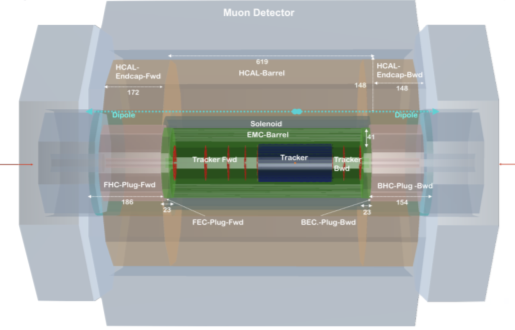 Muon Detector
619
HCAL-
Endcap-Fwd
172
HCAL-Barrel
HCAL-
Endcap-Bwd
148
146
Dipole
Dipole
Solenoid
EMC-Barrel
41
Tracker Fwd
Tracker
Tracker
Bwd
FHC-Plug-Fwd
186
BHC-Plug-Bwd
154
23
23
FEC-Plug-Fwd
BEC.-Plug-Bwd